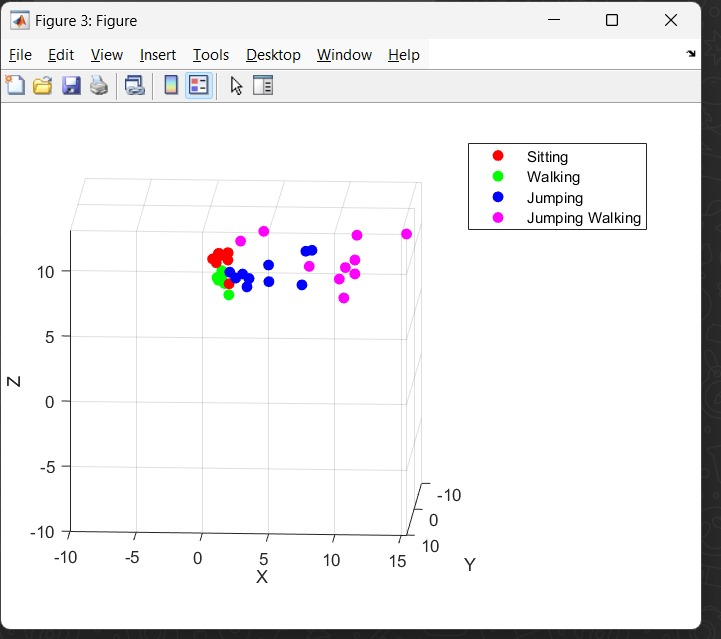 Figure 3: Figure
File Edit View Insert Tools Desktop Window Help
Sitting
Walking
Jumping
Jumping Walking
10
5
0
-5
-10
Z
-10 -5 0 5 10 15
X
-10
0
10
Y